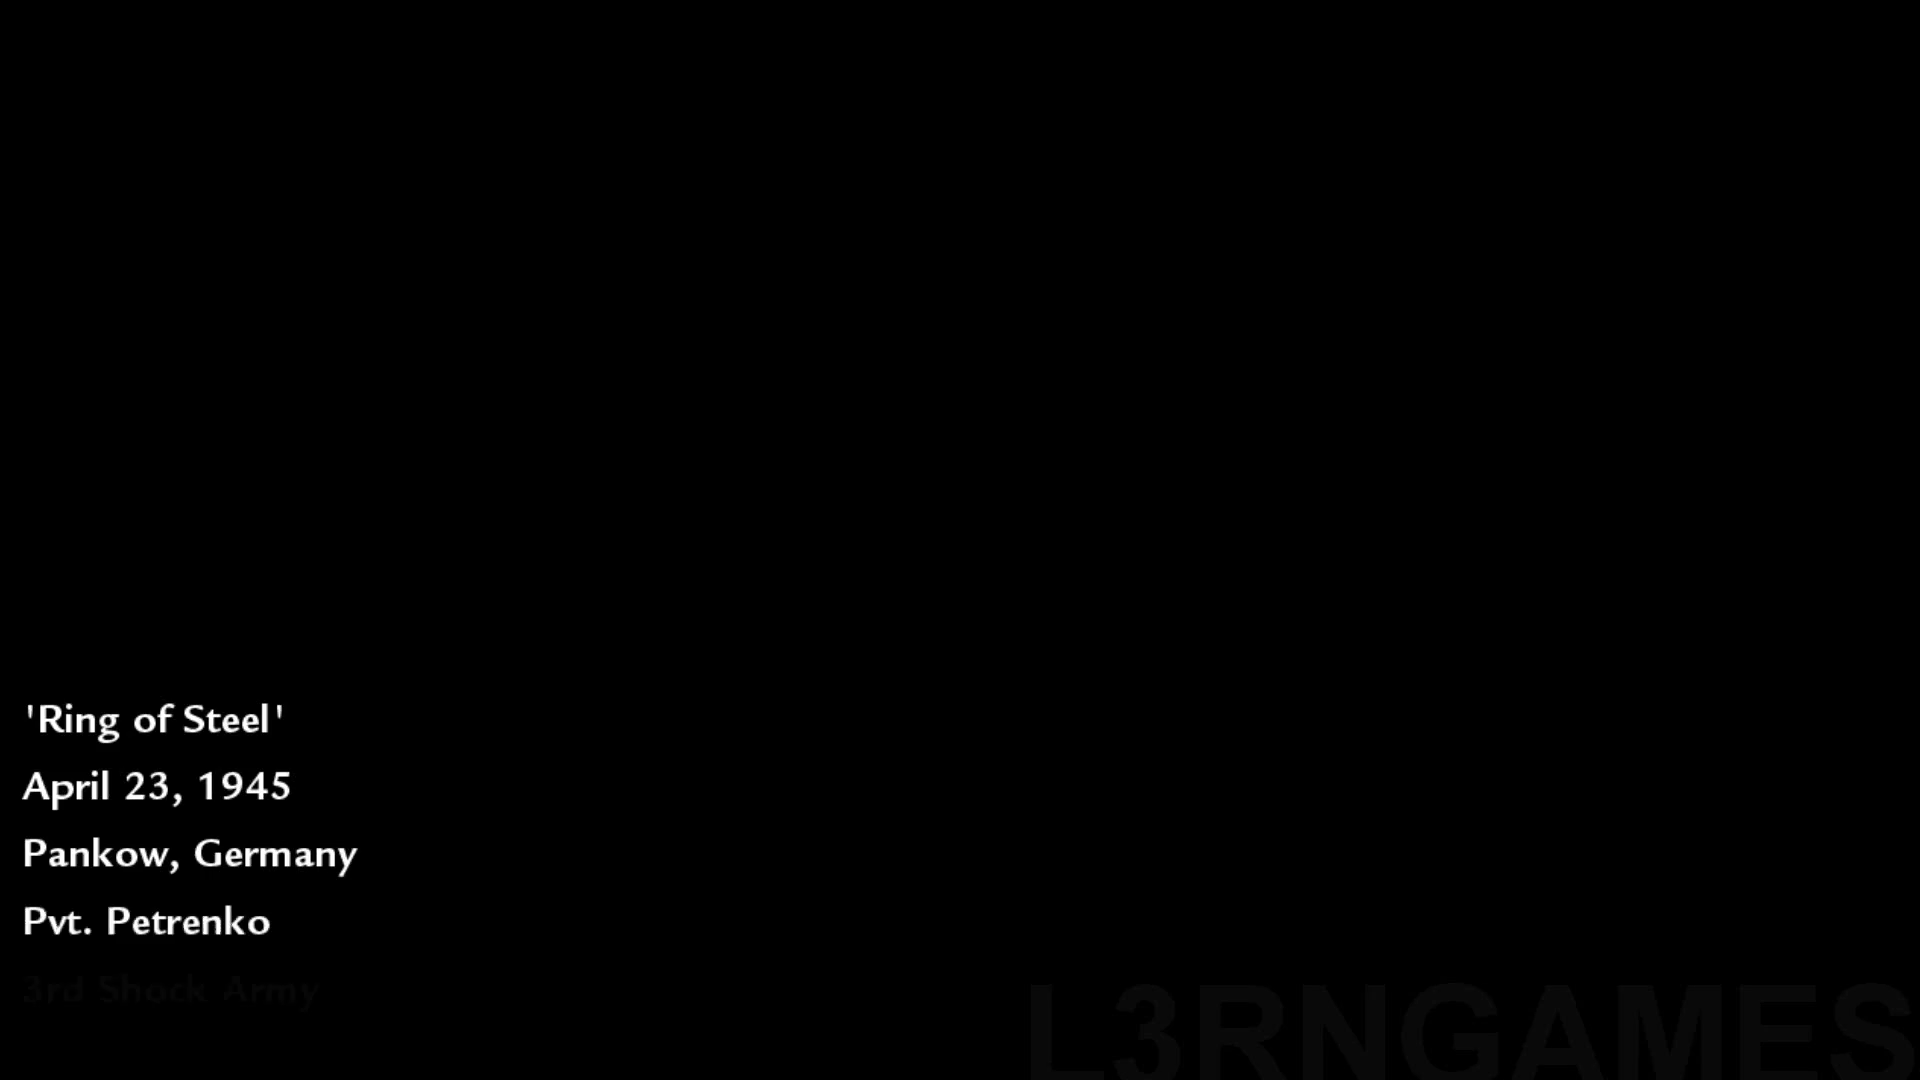 'Ring of Steel'
April 23, 1945
Pankow, Germany
Pvt. Petrenko
3rd Shock Army
L3RNGAMES